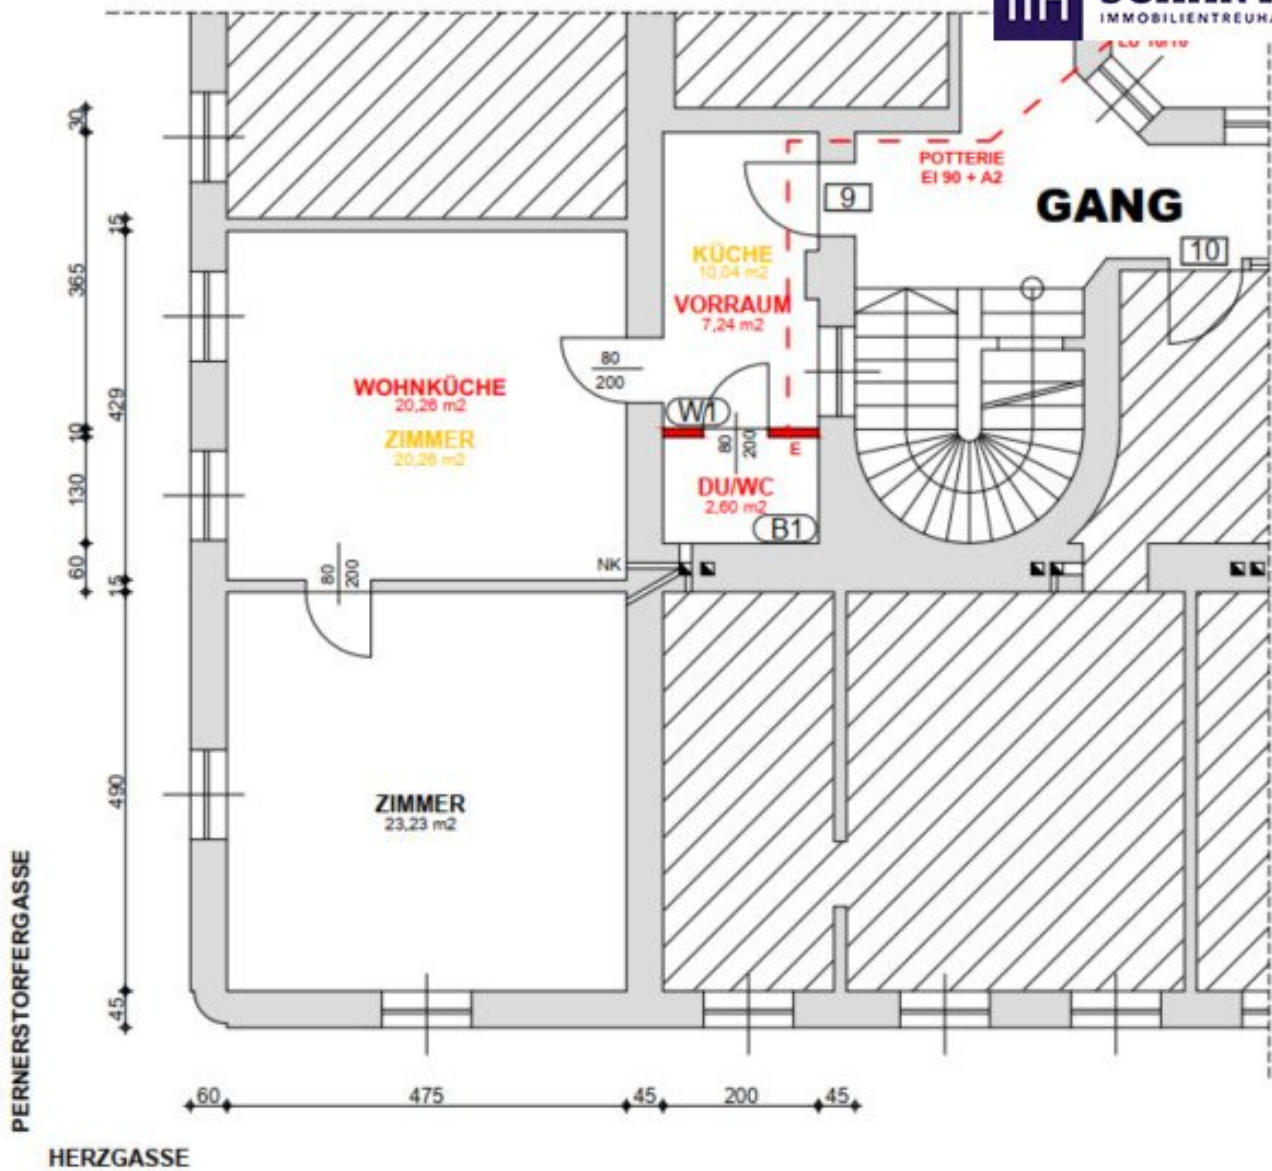 IMMOBILIENTREUHA
POTTERIE
EI 90 + A2
GANG
9
10
KÜCHE
10,04 m2
VORRAUM
7,24 m2
WOHNKÜCHE
20,26 m2
ZIMMER
20,26 m2
80
200
W1
80
200
E
DU/WC
2,60 m2
B1
NK
80
200
ZIMMER
23,23 m2
30
15
365
429
10
130
60
15
490
45
60
475
45
200
45
PERNERSTORFERGASSE
HERZGASSE